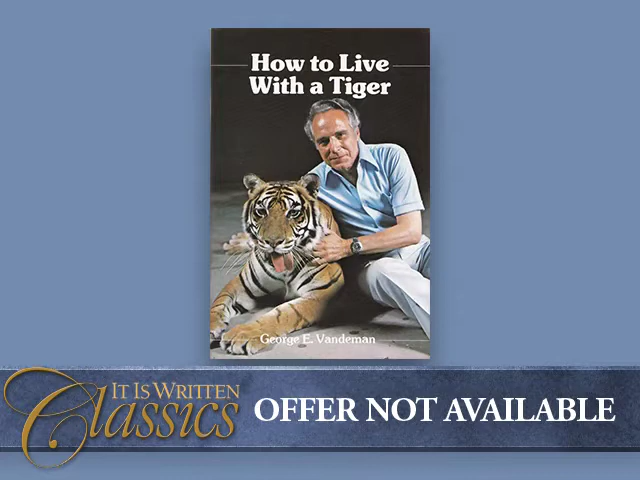 How to Live
With a Tiger
George E. Vandeman
IT IS WRITTEN
Classics
OFFER NOT AVAILABLE